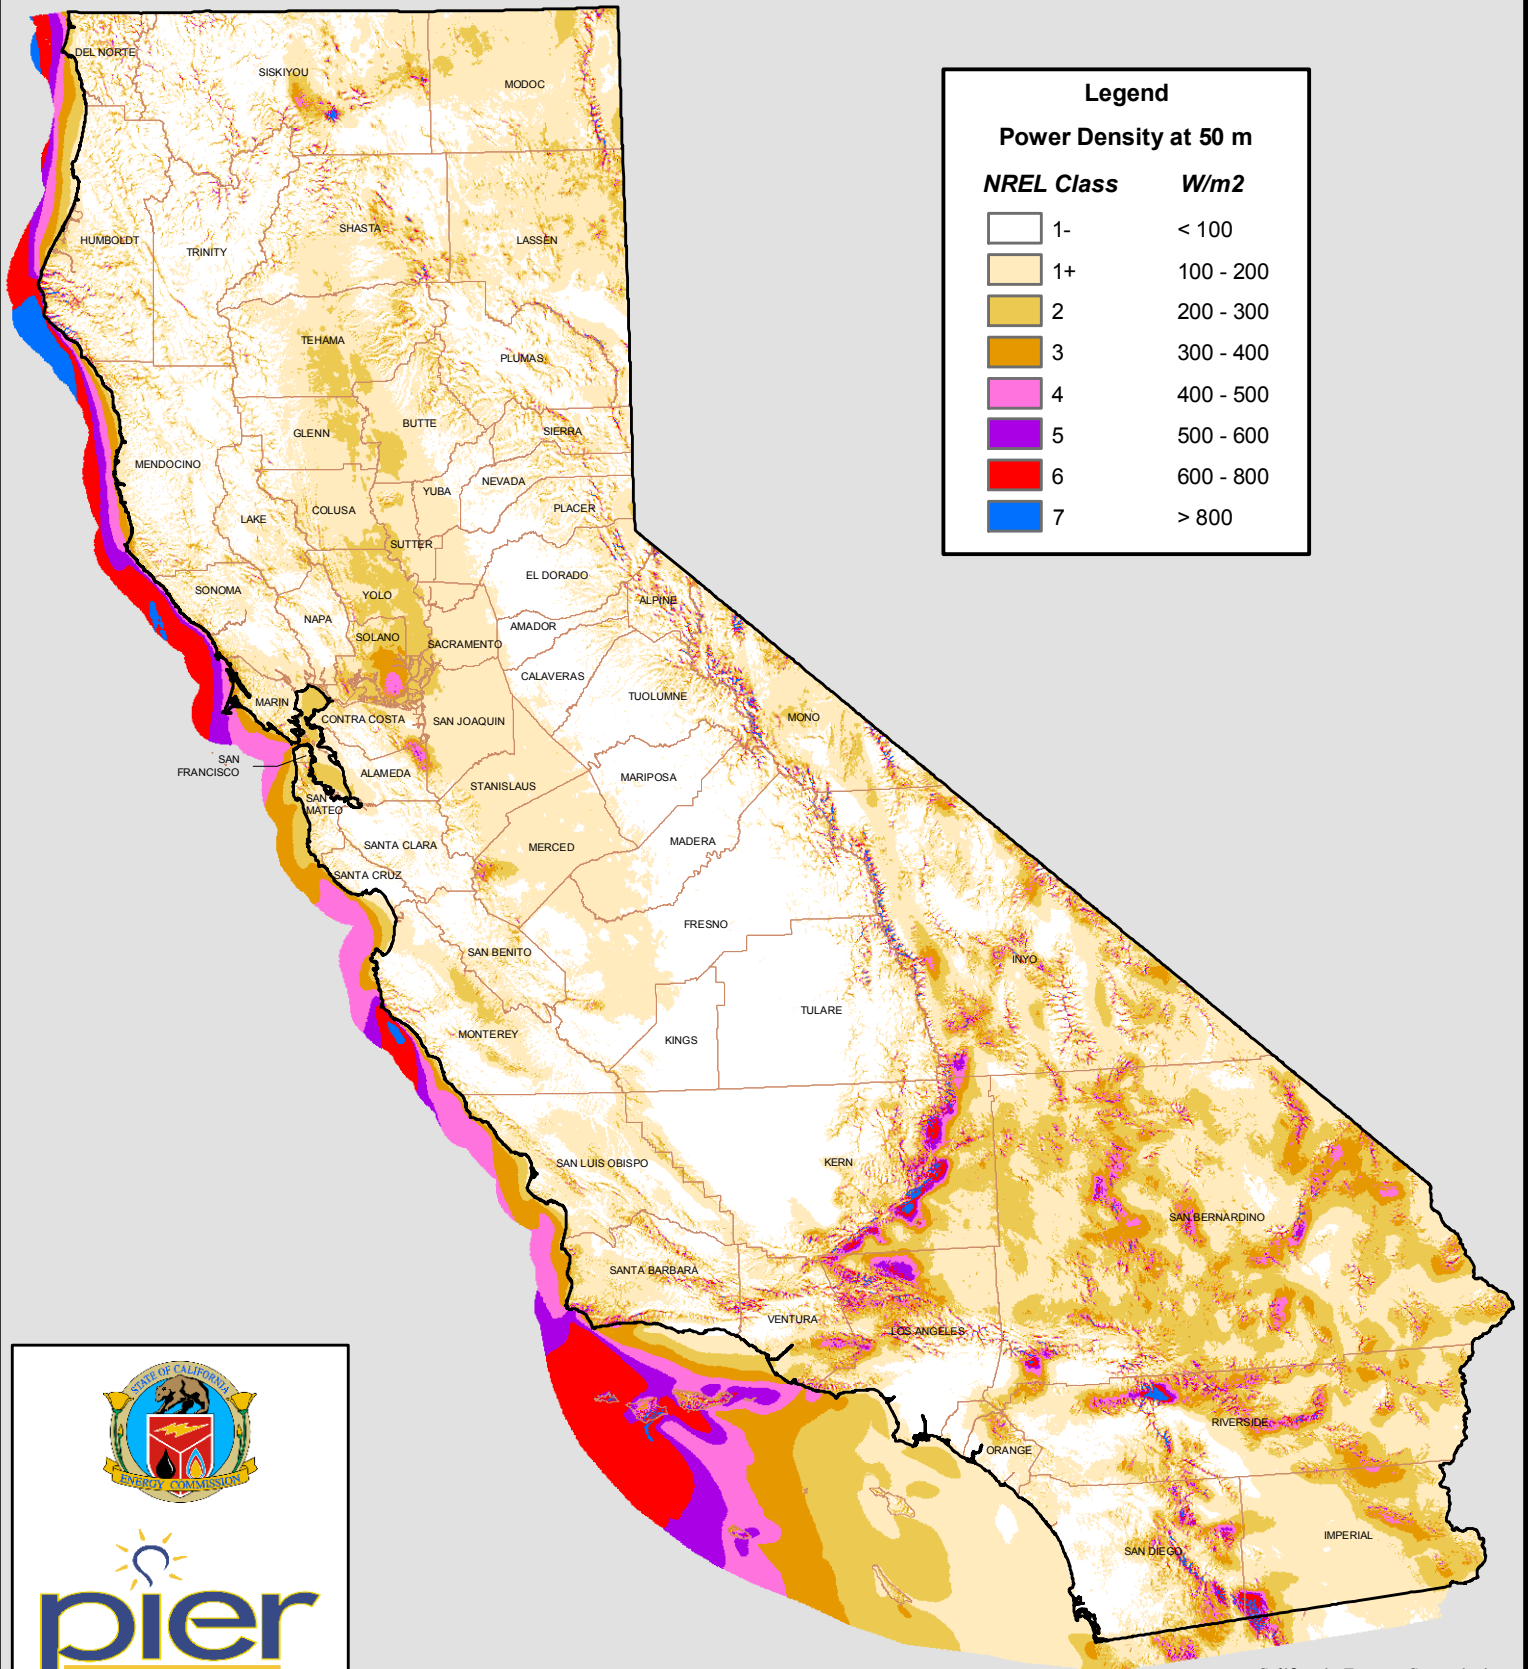 Legend
Power Density at 50 m
NREL Class W/m2
1- < 100
1+ 100 - 200
2 200 - 300
3 300 - 400
4 400 - 500
5 500 - 600
6 600 - 800
7 > 800
DEL NORTE
SISKIYOU
MODOC
HUMBOLDT
TRINITY
SHASTA
LASSEN
TEHAMA
PLUMAS
GLENN
BUTTE
SIERRA
MENDOCINO
YUBA
NEVADA
LAKE
COLUSA
PLACER
SUTTER
SONOMA
YOLO
EL DORADO
ALPINE
NAPA
SOLANO
SACRAMENTO
AMADOR
CALAVERAS
TUOLUMNE
MARIN
CONTRA COSTA
SAN JOAQUIN
MONO
SAN
FRANCISCO
ALAMEDA
STANISLAUS
MARIPOSA
SAN
MATEO
SANTA CLARA
MERCED
MADERA
SANTA CRUZ
FRESNO
SAN BENITO
INYO
MONTEREY
KINGS
TULARE
SAN LUIS OBISPO
KERN
SAN BERNARDINO
SANTA BARBARA
VENTURA
LOS ANGELES
RIVERSIDE
ORANGE
SAN DIEGO
IMPERIAL
STATE OF CALIFORNIA
ENERGY COMMISSION
pier